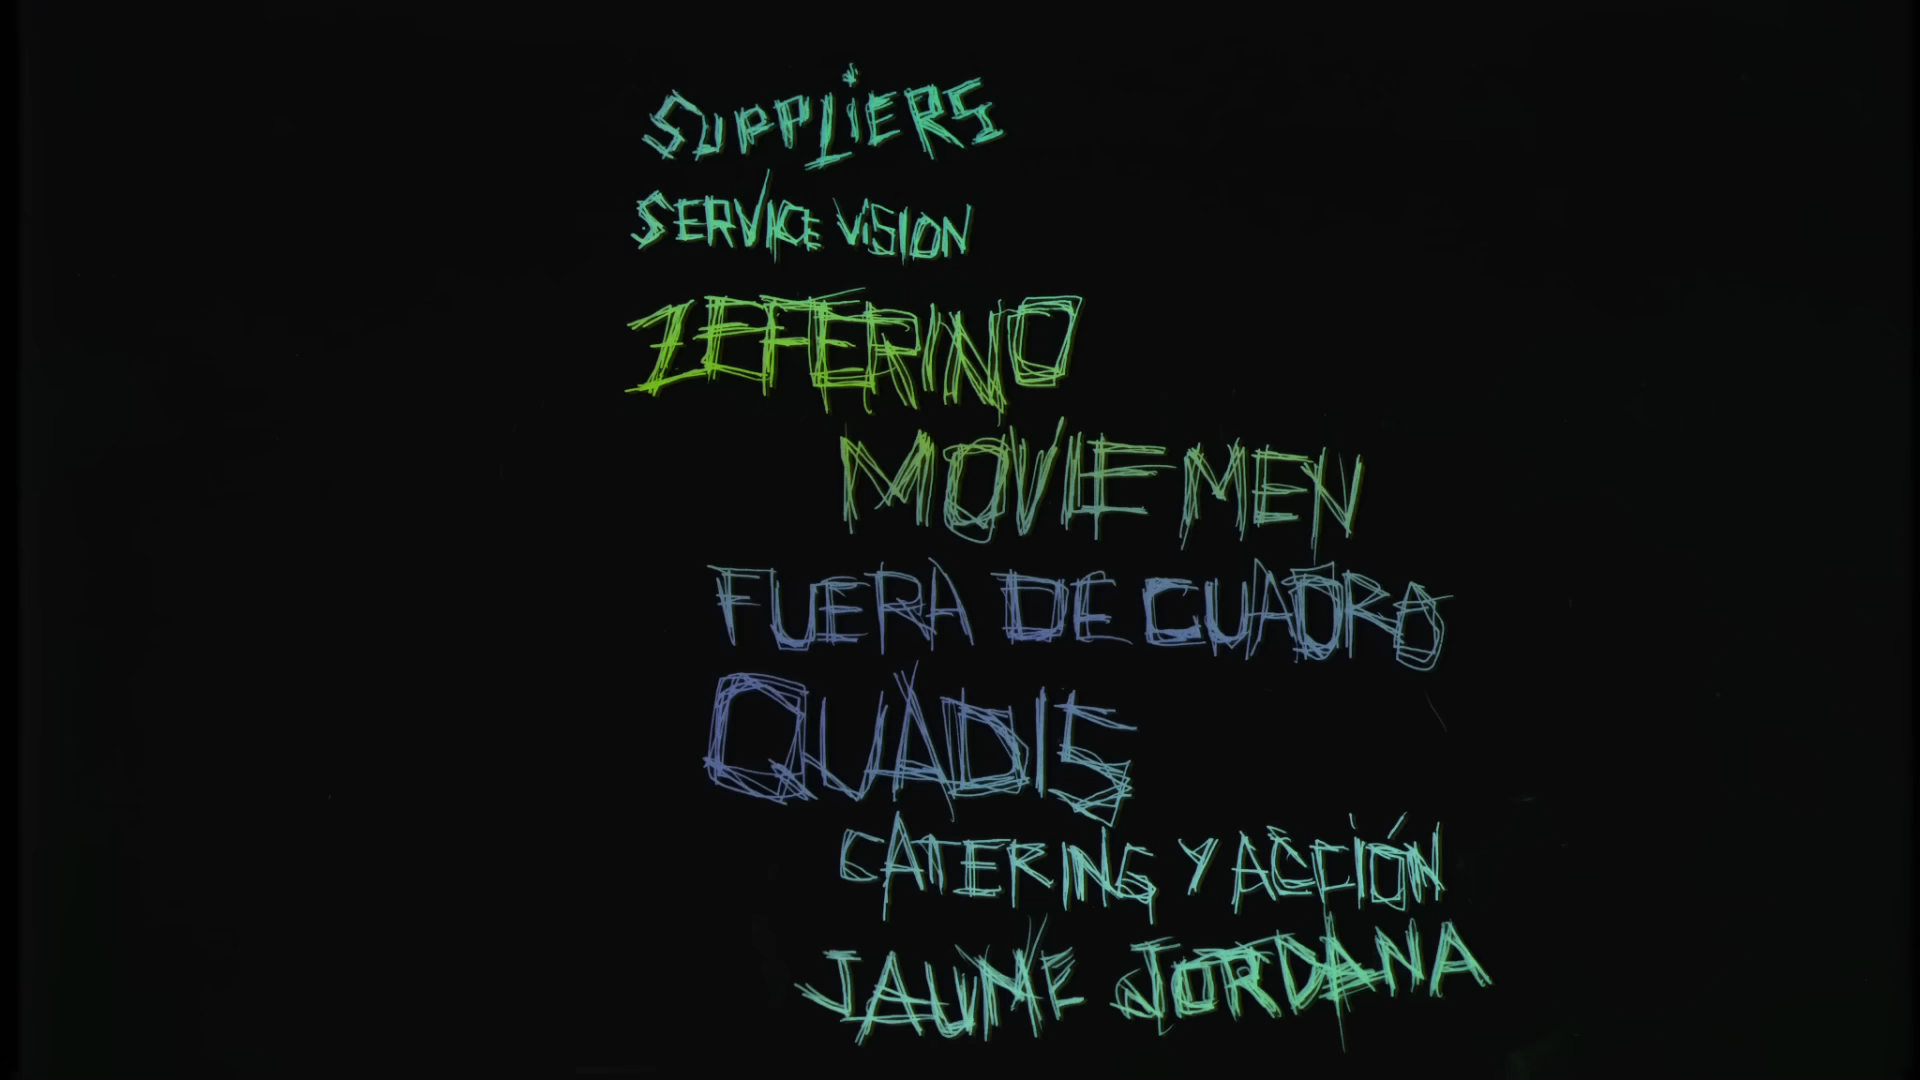 SUPPLiERS
SERVICE ViSION
ZEFERINO
MOVIE MEN
FUERA DE CUADRO
QUADIS
CATERING Y ACCIÓN
JAUME JORDANA